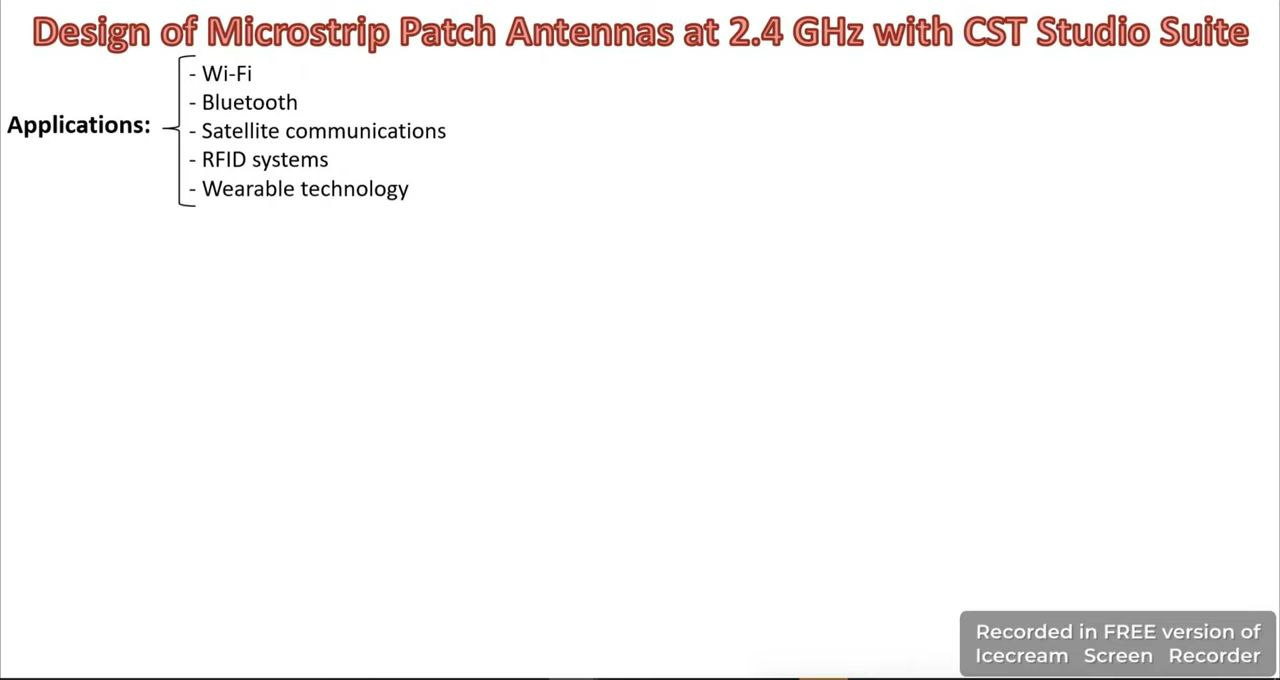 Design of Microstrip Patch Antennas at 2.4 GHz with CST Studio Suite
Applications:
- Wi-Fi
- Bluetooth
- Satellite communications
- RFID systems
- Wearable technology
Recorded in FREE version of
Icecream Screen Recorder